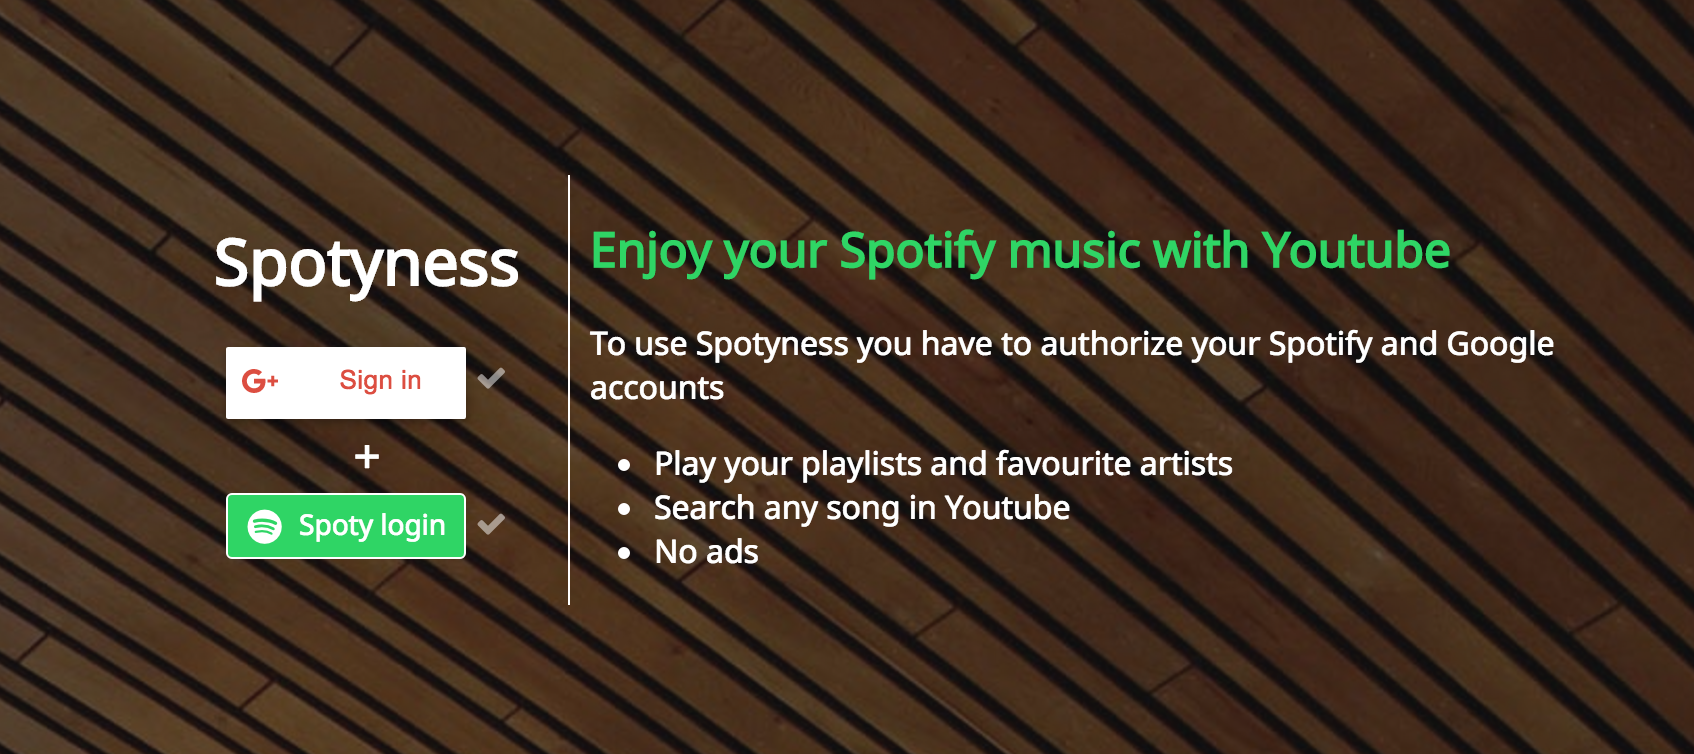 Spotyness
G+ Sign in
+
Spoty login
Enjoy your Spotify music with Youtube
To use Spotyness you have to authorize your Spotify and Google
accounts
• Play your playlists and favourite artists
• Search any song in Youtube
• No ads